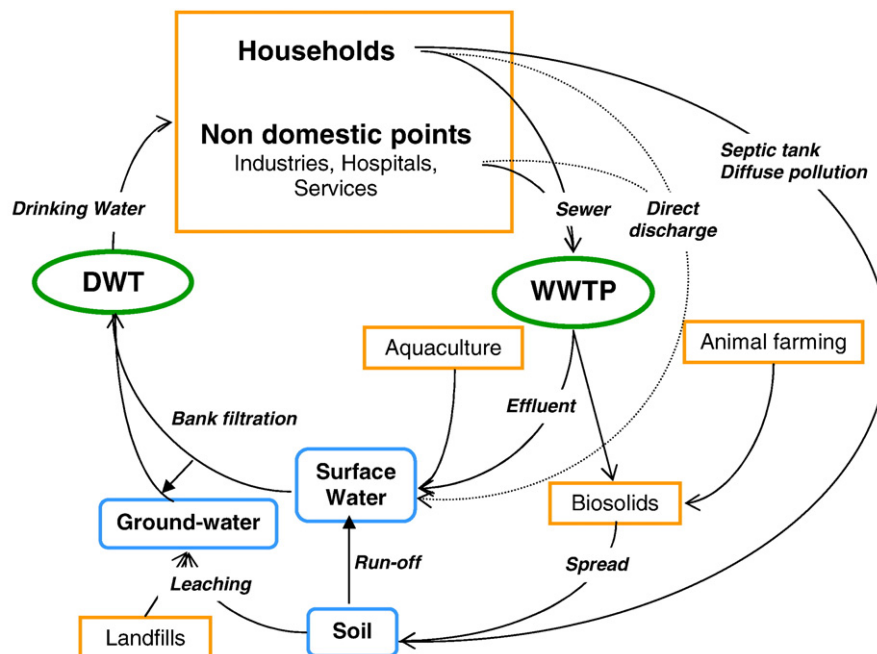 Households
Non domestic points
Industries, Hospitals,
Services
Septic tank
Diffuse pollution
Drinking Water
Sewer
Direct
discharge
DWT
WWTP
Aquaculture
Animal farming
Effluent
Bank filtration
Surface
Water
Biosolids
Ground-water
Run-off
Spread
Leaching
Landfills
Soil